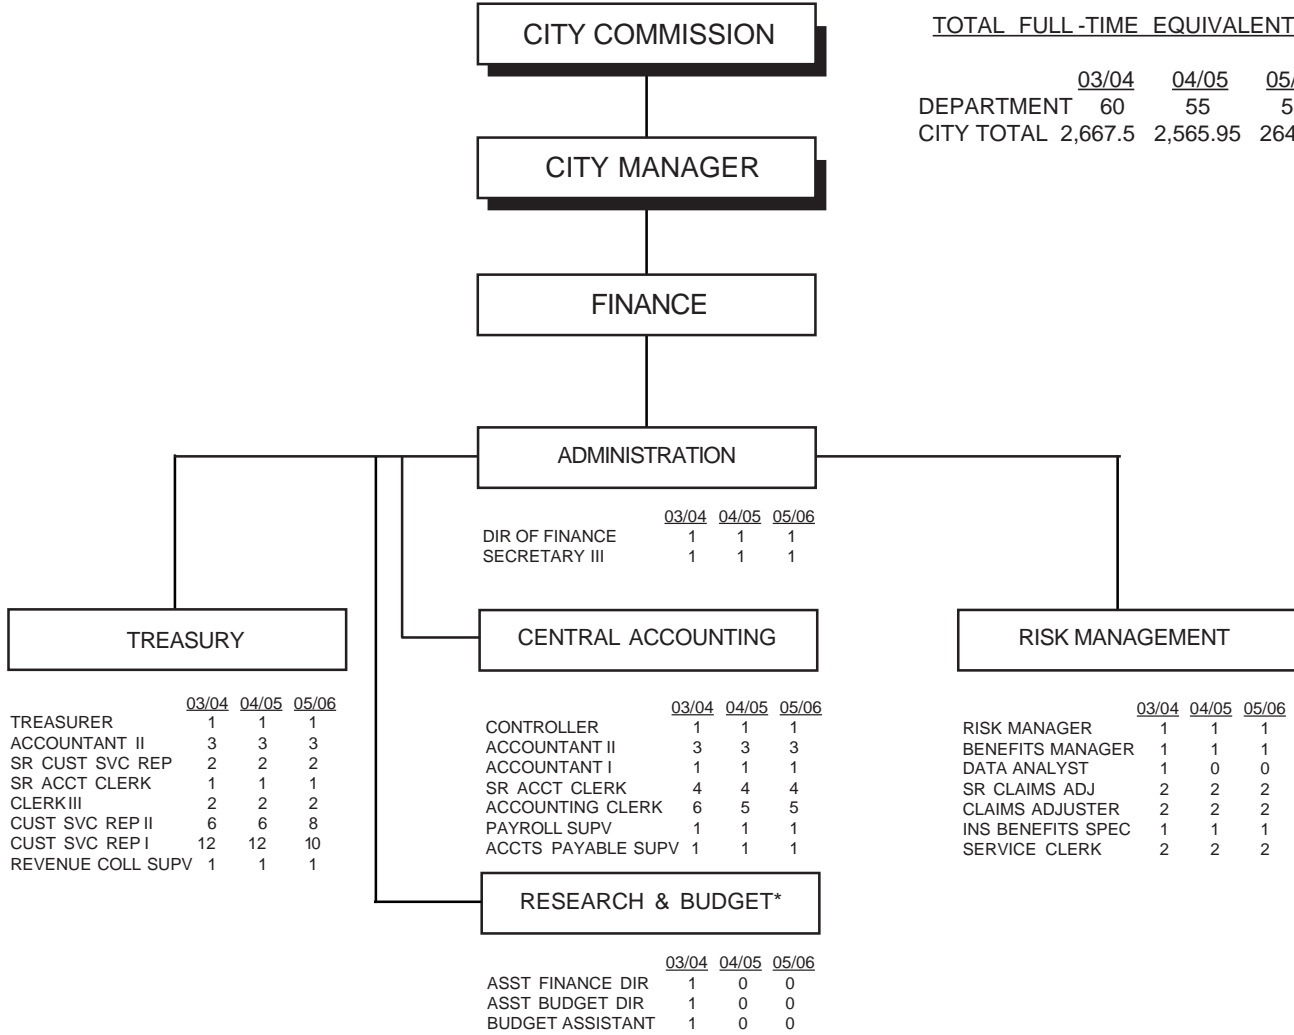 CITY COMMISSION
TOTAL FULL-TIME EQUIVALENT
03/04 04/05 05/
DEPARTMENT 60 55 5
CITY TOTAL 2,667.5 2,565.95 264
CITY MANAGER
FINANCE
ADMINISTRATION
03/04 04/05 05/06
DIR OF FINANCE 1 1 1
SECRETARY III 1 1 1
TREASURY
03/04 04/05 05/06
TREASURER 1 1 1
ACCOUNTANT II 3 3 3
SR CUST SVC REP 2 2 2
SR ACCT CLERK 1 1 1
CLERK III 2 2 2
CUST SVC REP II 6 6 8
CUST SVC REP I 12 12 10
REVENUE COLL SUPV 1 1 1
CENTRAL ACCOUNTING
03/04 04/05 05/06
CONTROLLER 1 1 1
ACCOUNTANT II 3 3 3
ACCOUNTANT I 1 1 1
SR ACCT CLERK 4 4 4
ACCOUNTING CLERK 6 5 5
PAYROLL SUPV 1 1 1
ACCTS PAYABLE SUPV 1 1 1
RISK MANAGEMENT
03/04 04/05 05/06
RISK MANAGER 1 1 1
BENEFITS MANAGER 1 1 1
DATA ANALYST 1 0 0
SR CLAIMS ADJ 2 2 2
CLAIMS ADJUSTER 2 2 2
INS BENEFITS SPEC 1 1 1
SERVICE CLERK 2 2 2
RESEARCH & BUDGET*
03/04 04/05 05/06
ASST FINANCE DIR 1 0 0
ASST BUDGET DIR 1 0 0
BUDGET ASSISTANT 1 0 0